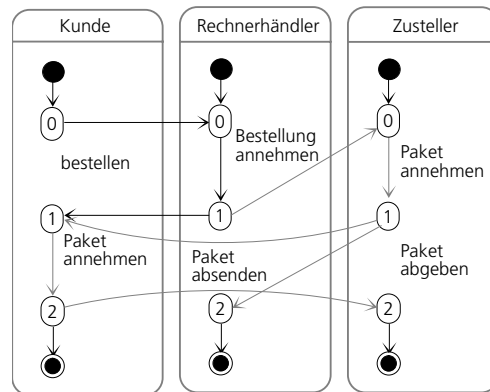 Kunde
Rechnerhändler
Zusteller
0
0
0
bestellen
Bestellung
annehmen
Paket
annehmen
1
1
1
Paket
annehmen
Paket
absenden
Paket
abgeben
2
2
2